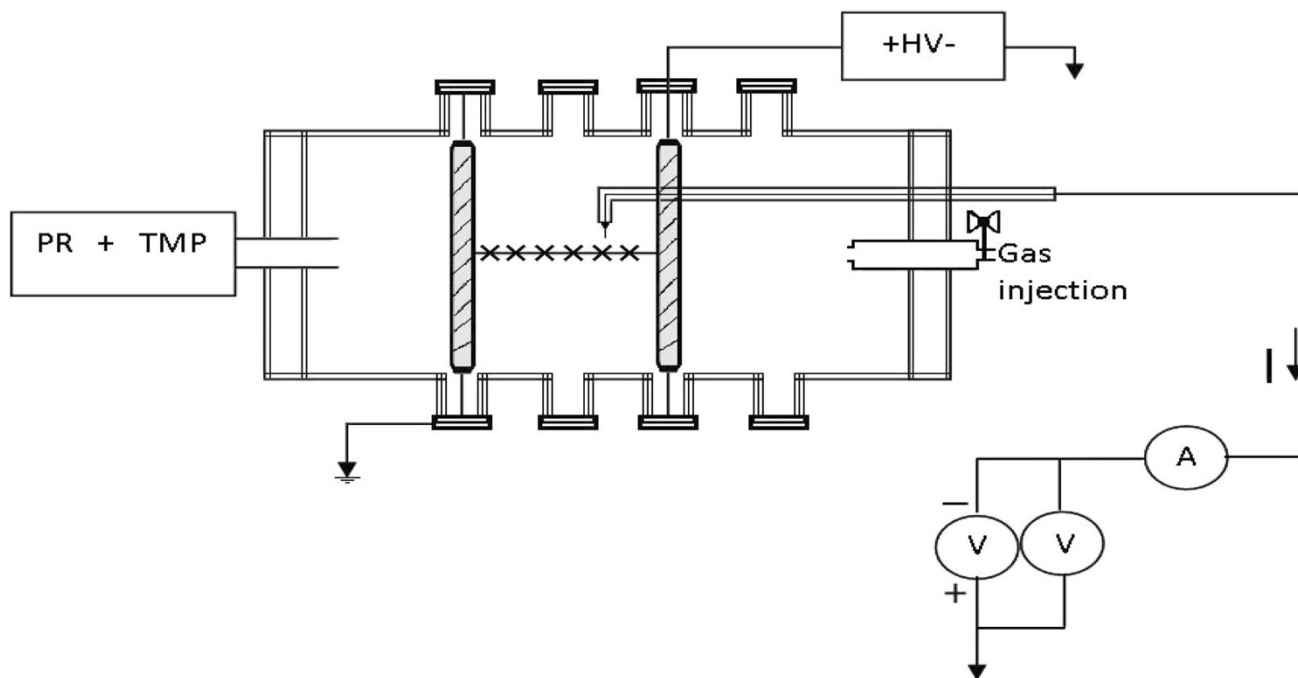 +HV-
PR + TMP
Gas
injection
I
A
−
V V
+